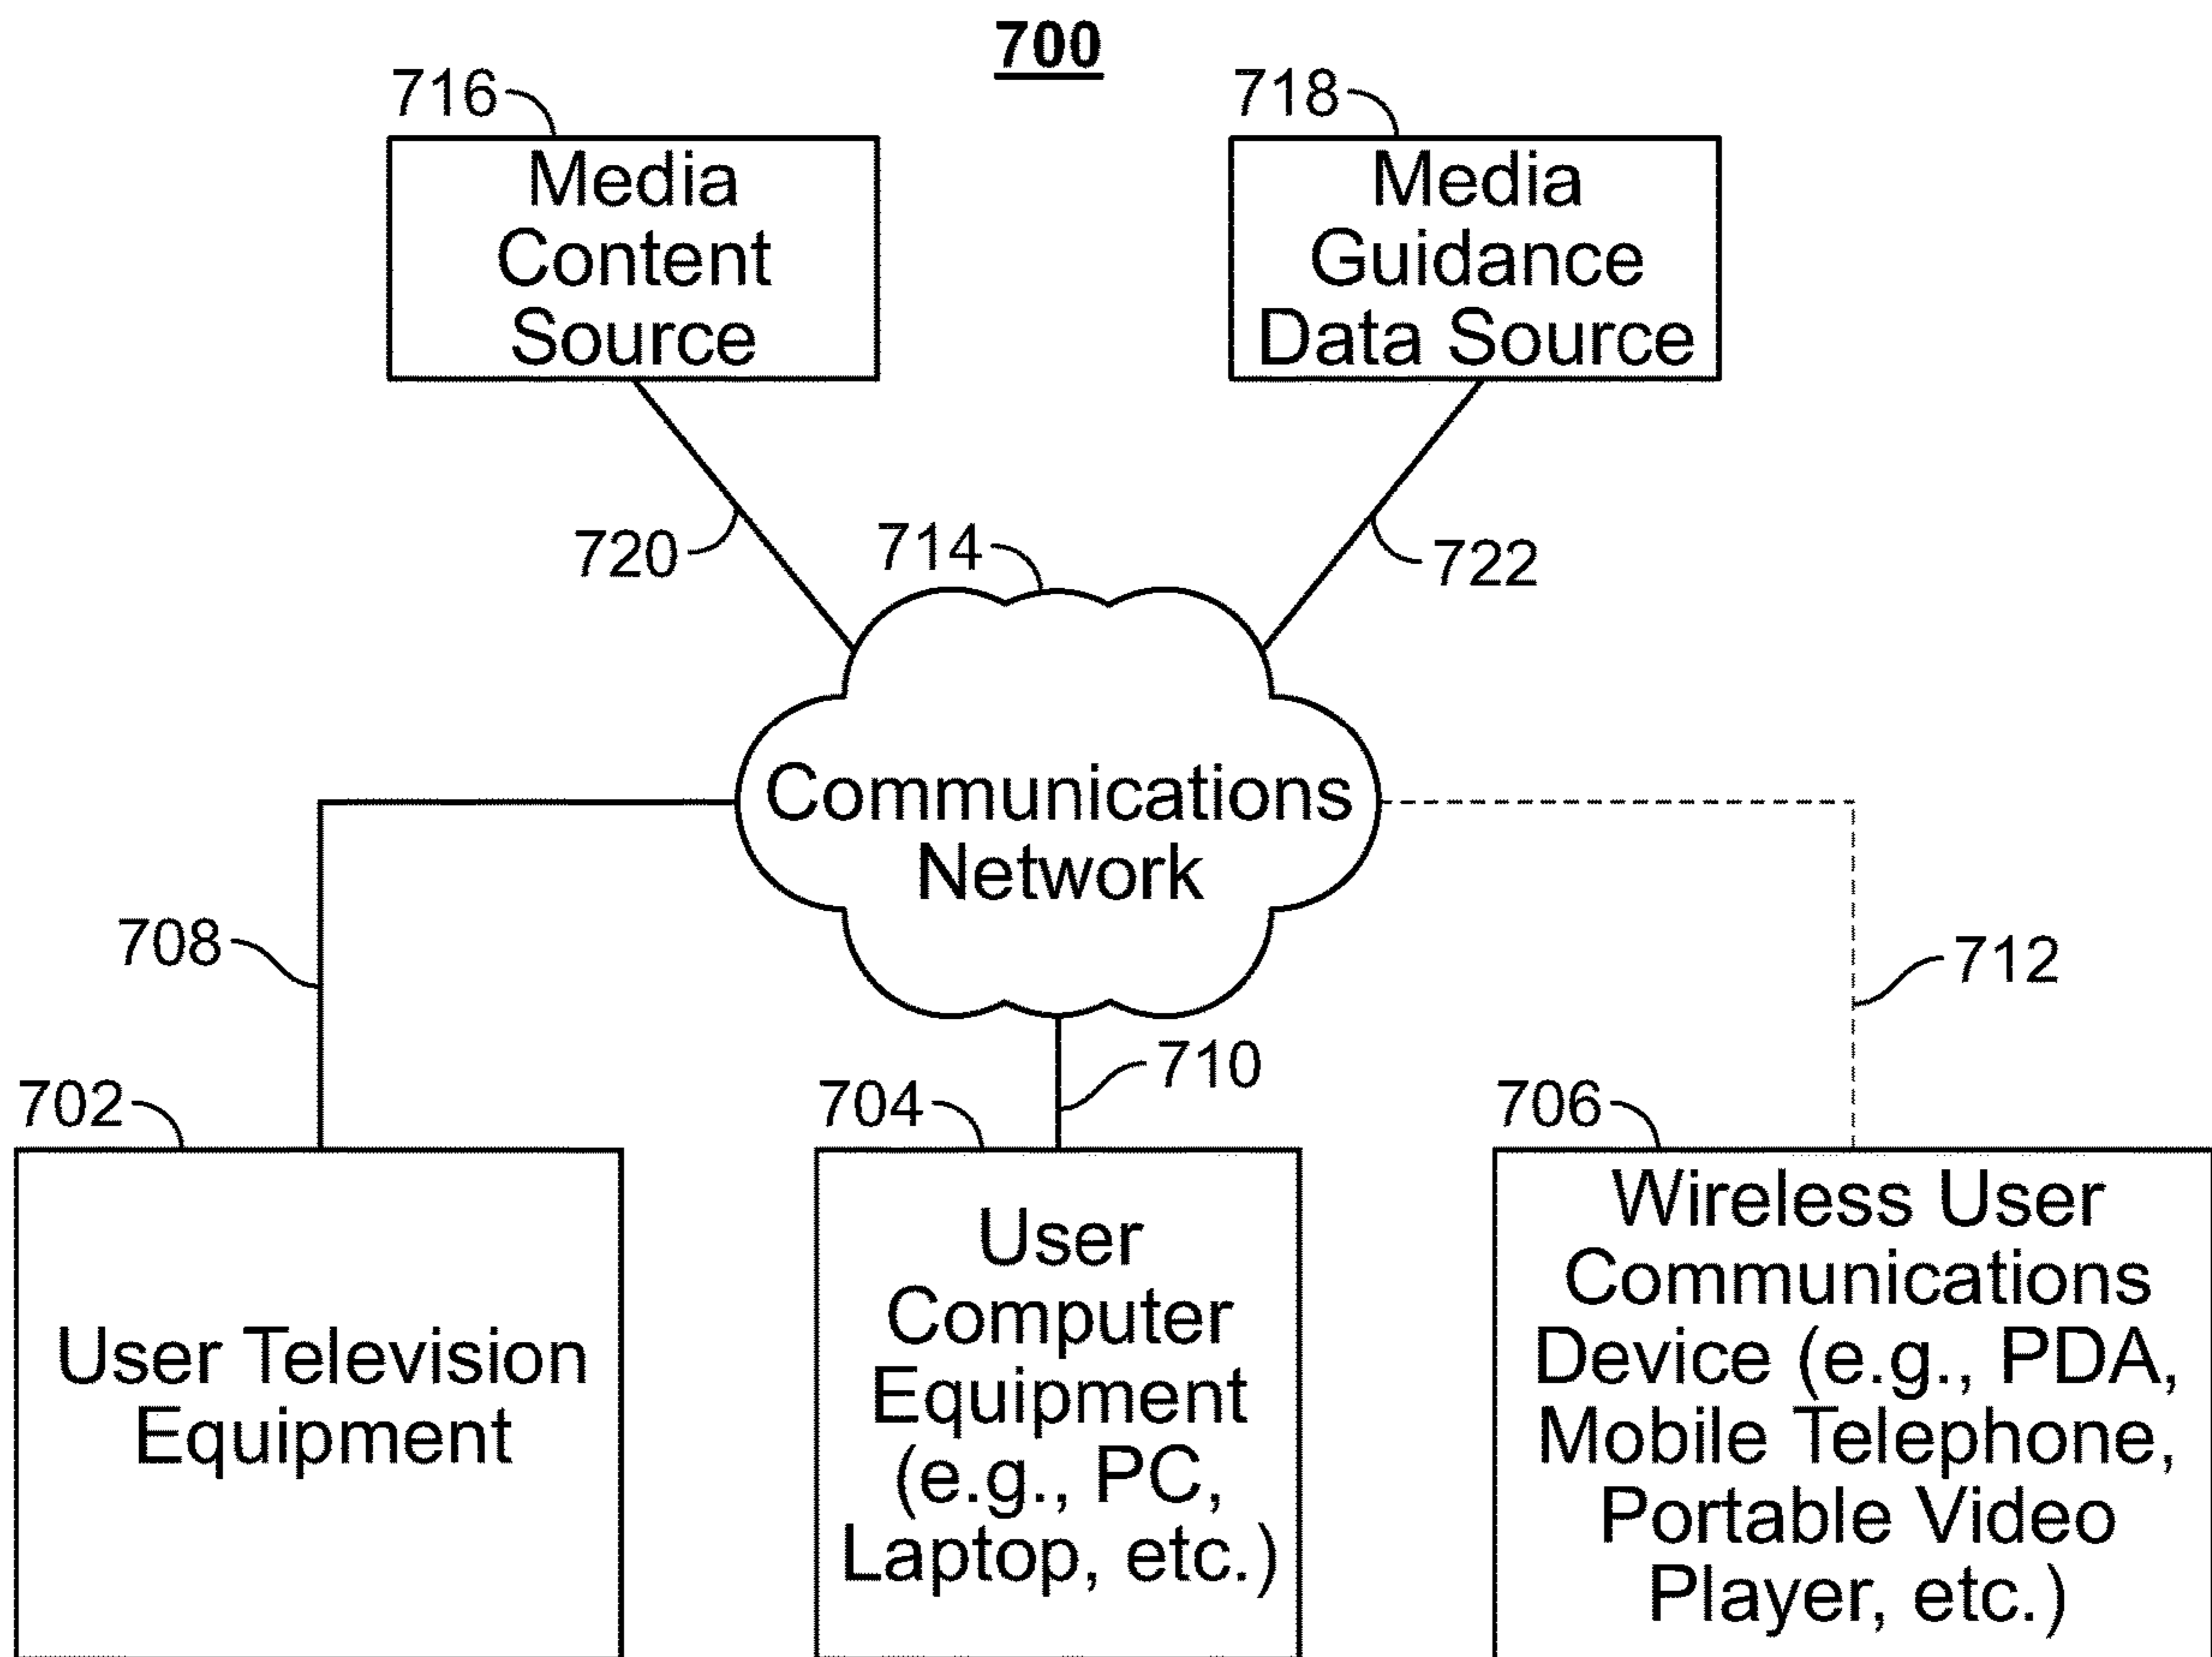 700
716
718
Media
Content
Source
Media
Guidance
Data Source
720
714
722
Communications
Network
708
712
710
702
704
706
User Television
Equipment
User
Computer
Equipment
(e.g., PC,
Laptop, etc.)
Wireless User
Communications
Device (e.g., PDA,
Mobile Telephone,
Portable Video
Player, etc.)